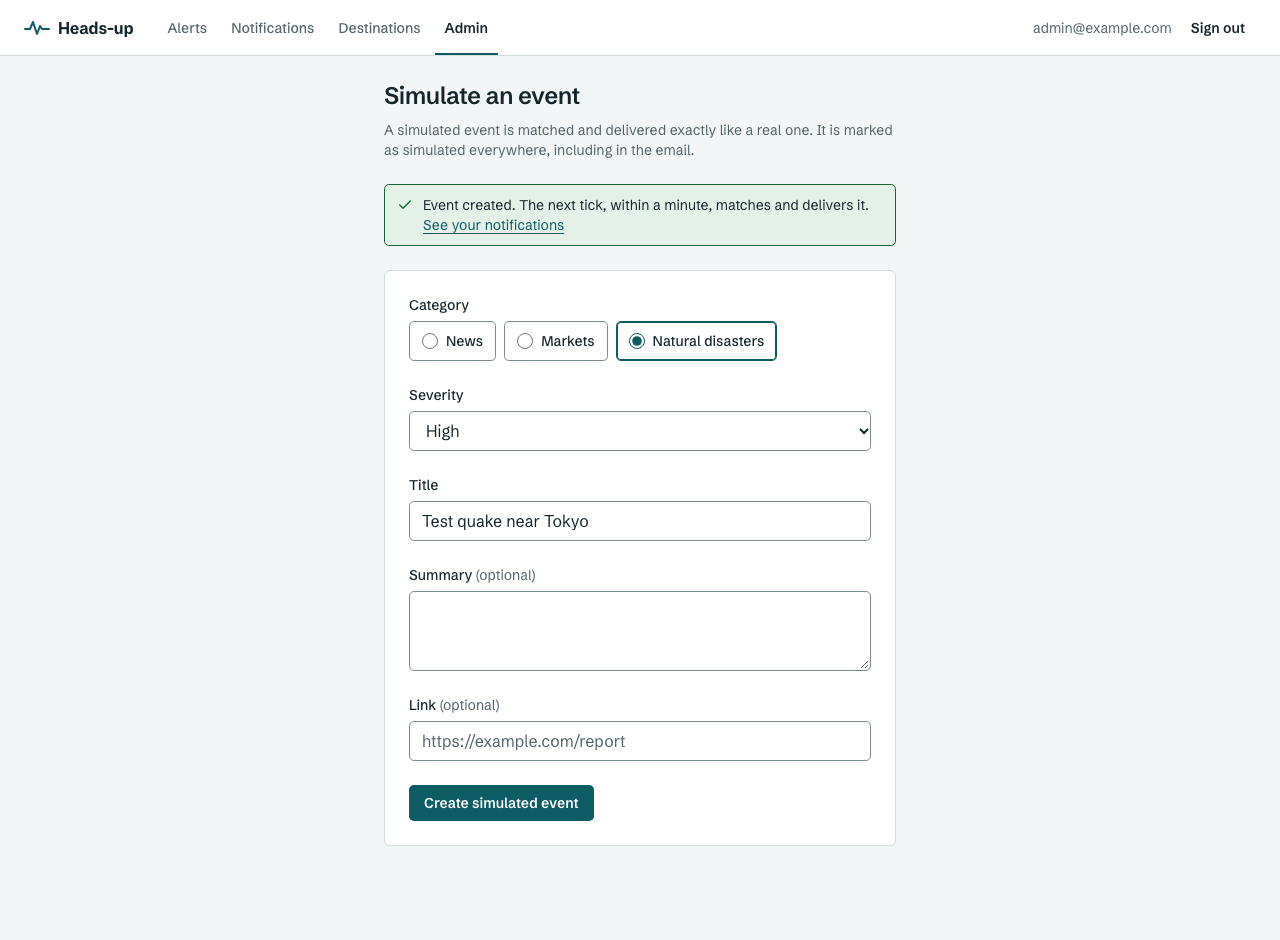 Heads-up
Alerts
Notifications
Destinations
Admin
admin@example.com
Sign out
Simulate an event
A simulated event is matched and delivered exactly like a real one. It is marked
as simulated everywhere, including in the email.
Event created. The next tick, within a minute, matches and delivers it.
See your notifications
Category
News
Markets
Natural disasters
Severity
High
Title
Test quake near Tokyo
Summary (optional)
Link (optional)
https://example.com/report
Create simulated event